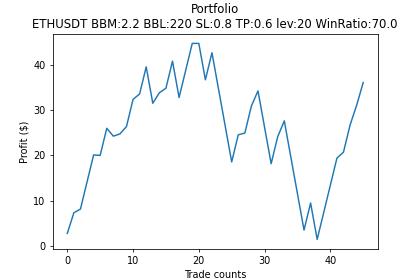 Portfolio
ETHUSDT BBM:2.2 BBL:220 SL:0.8 TP:0.6 lev:20 WinRatio:70.0
40
30
20
10
0
Profit ($)
0
10
20
30
40
Trade counts